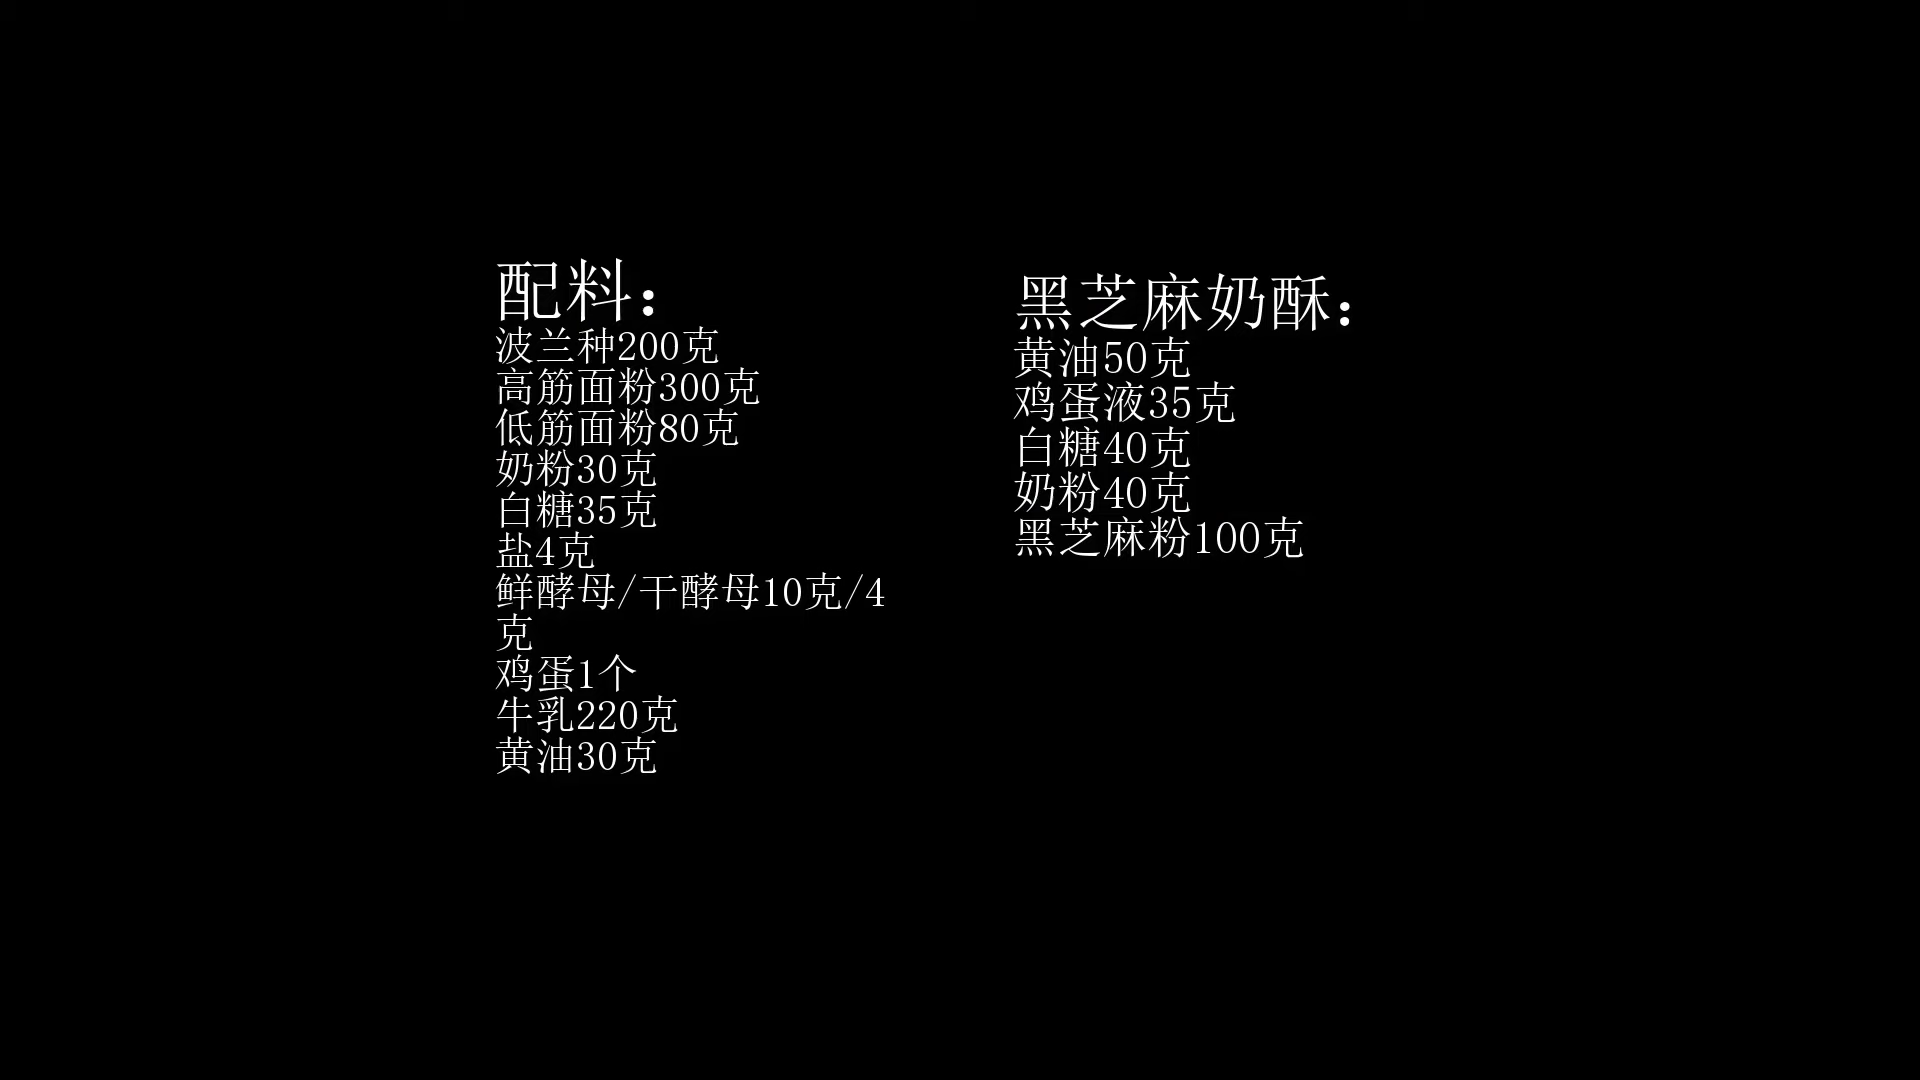 配料：
波兰种200克
高筋面粉300克
低筋面粉80克
奶粉30克
白糖35克
盐4克
鲜酵母/干酵母10克/4
克
鸡蛋1个
牛乳220克
黄油30克
黑芝麻奶酥：
黄油50克
鸡蛋液35克
白糖40克
奶粉40克
黑芝麻粉100克